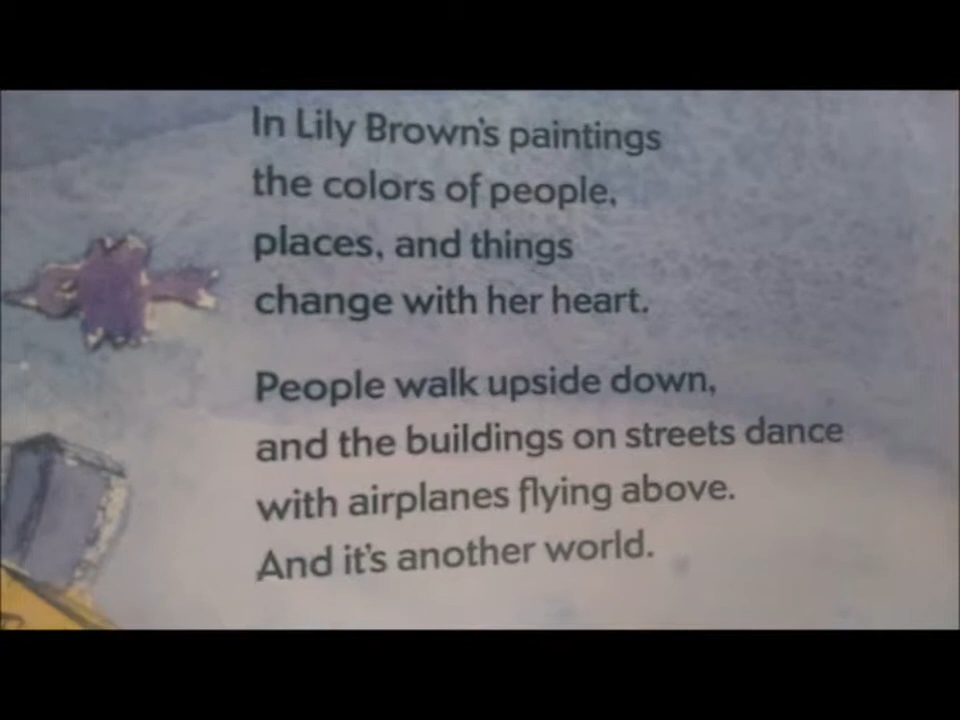 In Lily Brown's paintings
the colors of people,
places, and things
change with her heart.
People walk upside down,
and the buildings on streets dance
with airplanes flying above.
And it's another world.